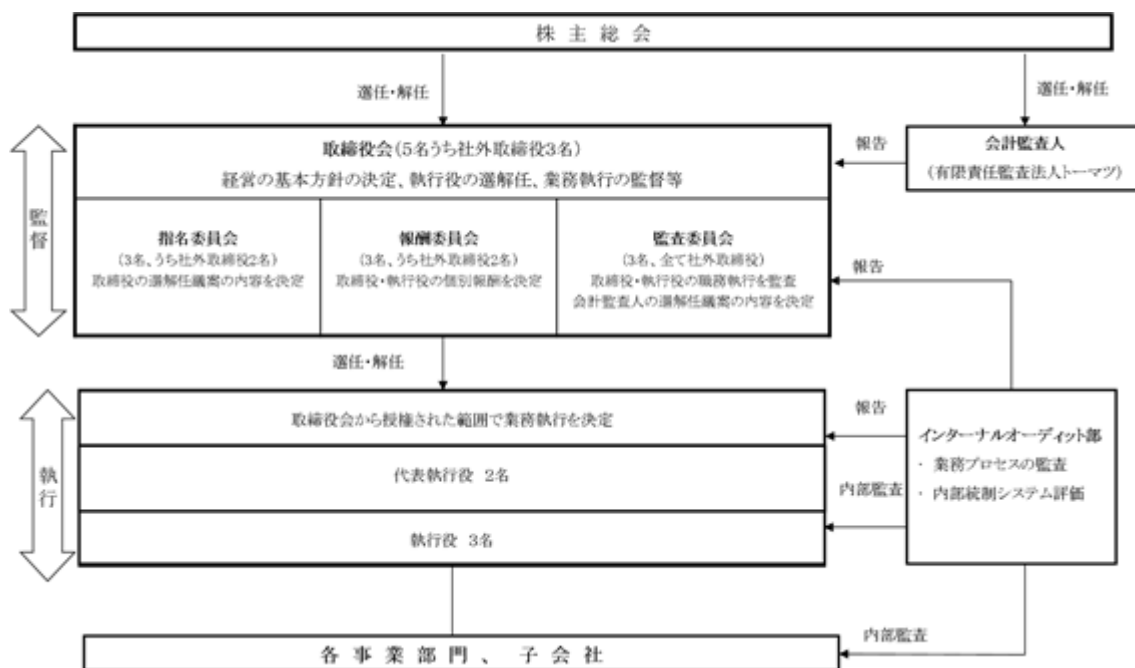 株主総会
選任・解任
選任・解任
監督
取締役会(5名うち社外取締役3名)
経営の基本方針の決定、執行役の選解任、業務執行の監督等
報告
会計監査人
(有限責任監査法人トーマツ)
指名委員会
(3名、うち社外取締役2名)
取締役の選解任議案の内容を決定
報酬委員会
(3名、うち社外取締役2名)
取締役・執行役の個別報酬を決定
監査委員会
(3名、全て社外取締役)
取締役・執行役の職務執行を監査
会計監査人の選解任議案の内容を決定
報告
選任・解任
執行
取締役会から授権された範囲で業務執行を決定
代表執行役 2名
執行役 3名
報告
内部監査
インターナルオーディット部
・ 業務プロセスの監査
・ 内部統制システム評価
内部監査
各事業部門、子会社